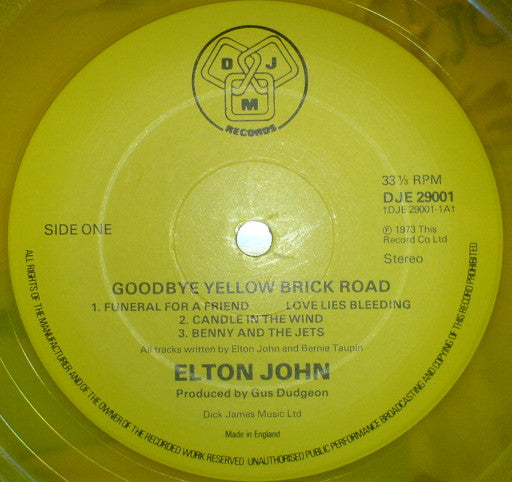 D J
M
RECORDS
33⅓ RPM
DJE 29001
†DJE 29001-1A†
SIDE ONE
Ⓟ 1973 This
Record Co Ltd
Stereo
GOODBYE YELLOW BRICK ROAD
1. FUNERAL FOR A FRIEND LOVE LIES BLEEDING
2. CANDLE IN THE WIND
3. BENNY AND THE JETS
All tracks written by Elton John and Bernie Taupin
ELTON JOHN
Produced by Gus Dudgeon
Dick James Music Ltd
Made in England
ALL RIGHTS OF THE MANUFACTURER AND OF THE OWNER OF THE RECORDED WORK RESERVED UNAUTHORISED PUBLIC PERFORMANCE BROADCASTING AND COPYING OF THIS RECORD PROHIBITED